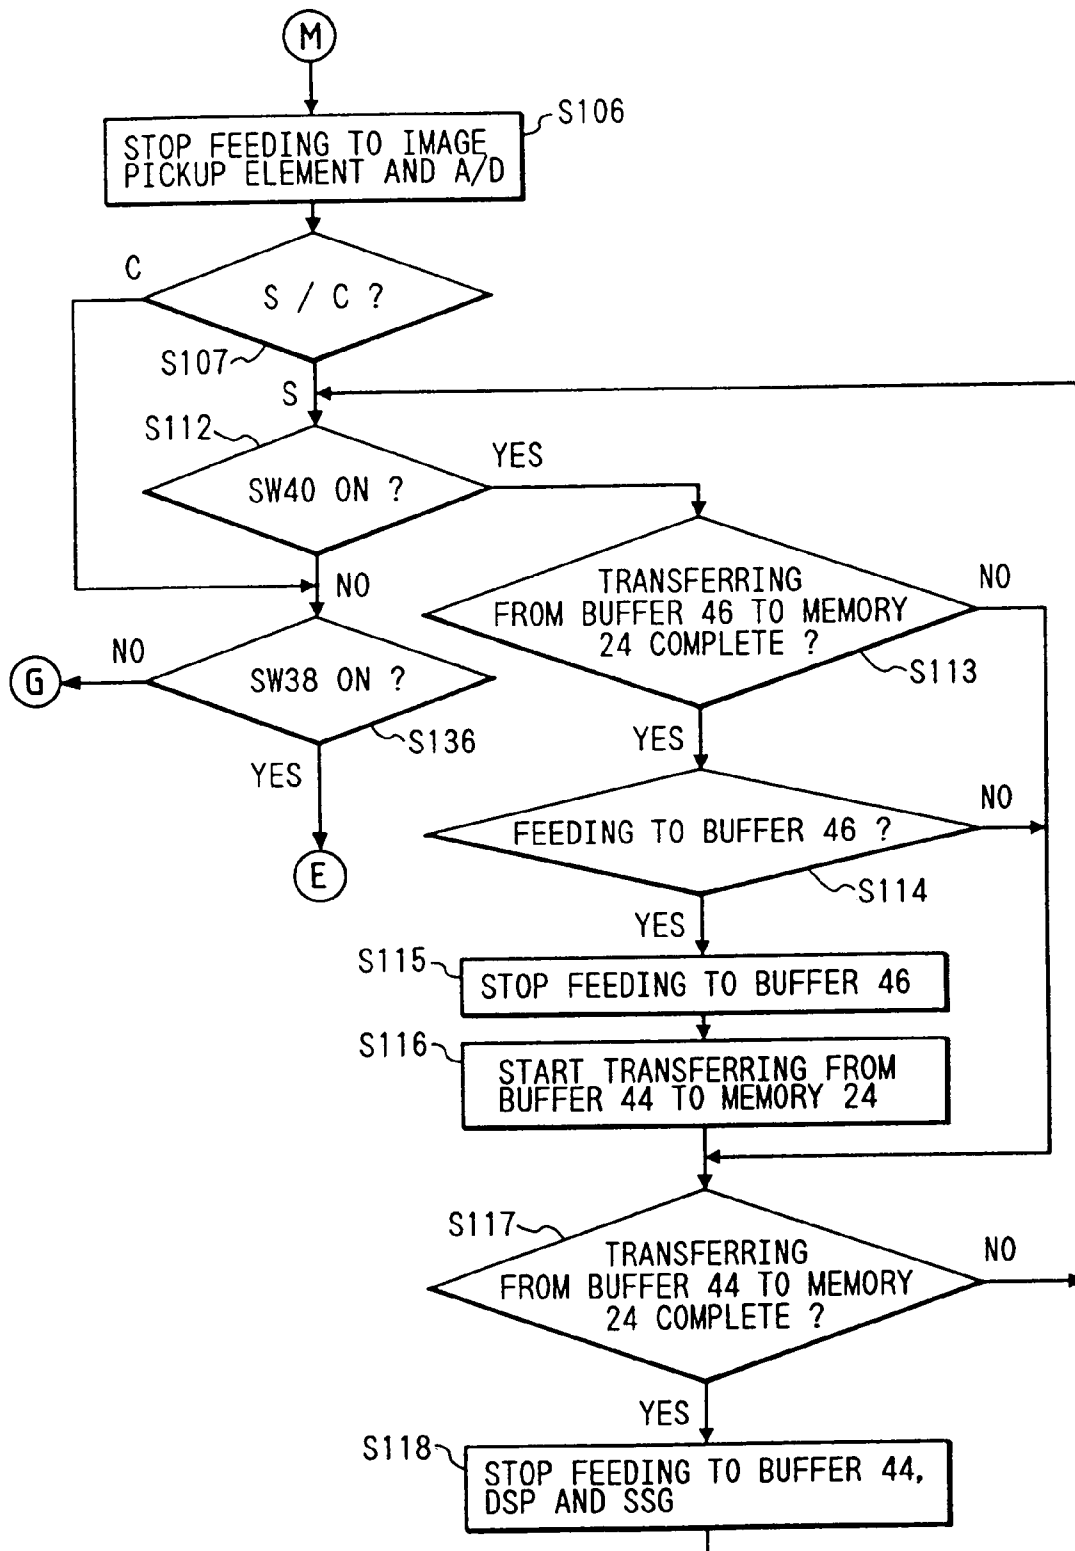 M
S106
STOP FEEDING TO IMAGE
PICKUP ELEMENT AND A/D
C
S / C ?
S107
S
S112
YES
SW40 ON ?
NO
TRANSFERRING
FROM BUFFER 46 TO MEMORY
24 COMPLETE ?
NO
S113
NO
G
SW38 ON ?
S136
YES
YES
E
FEEDING TO BUFFER 46 ?
NO
S114
YES
S115
STOP FEEDING TO BUFFER 46
S116
START TRANSFERRING FROM
BUFFER 44 TO MEMORY 24
S117
TRANSFERRING
FROM BUFFER 44 TO MEMORY
24 COMPLETE ?
NO
YES
S118
STOP FEEDING TO BUFFER 44,
DSP AND SSG